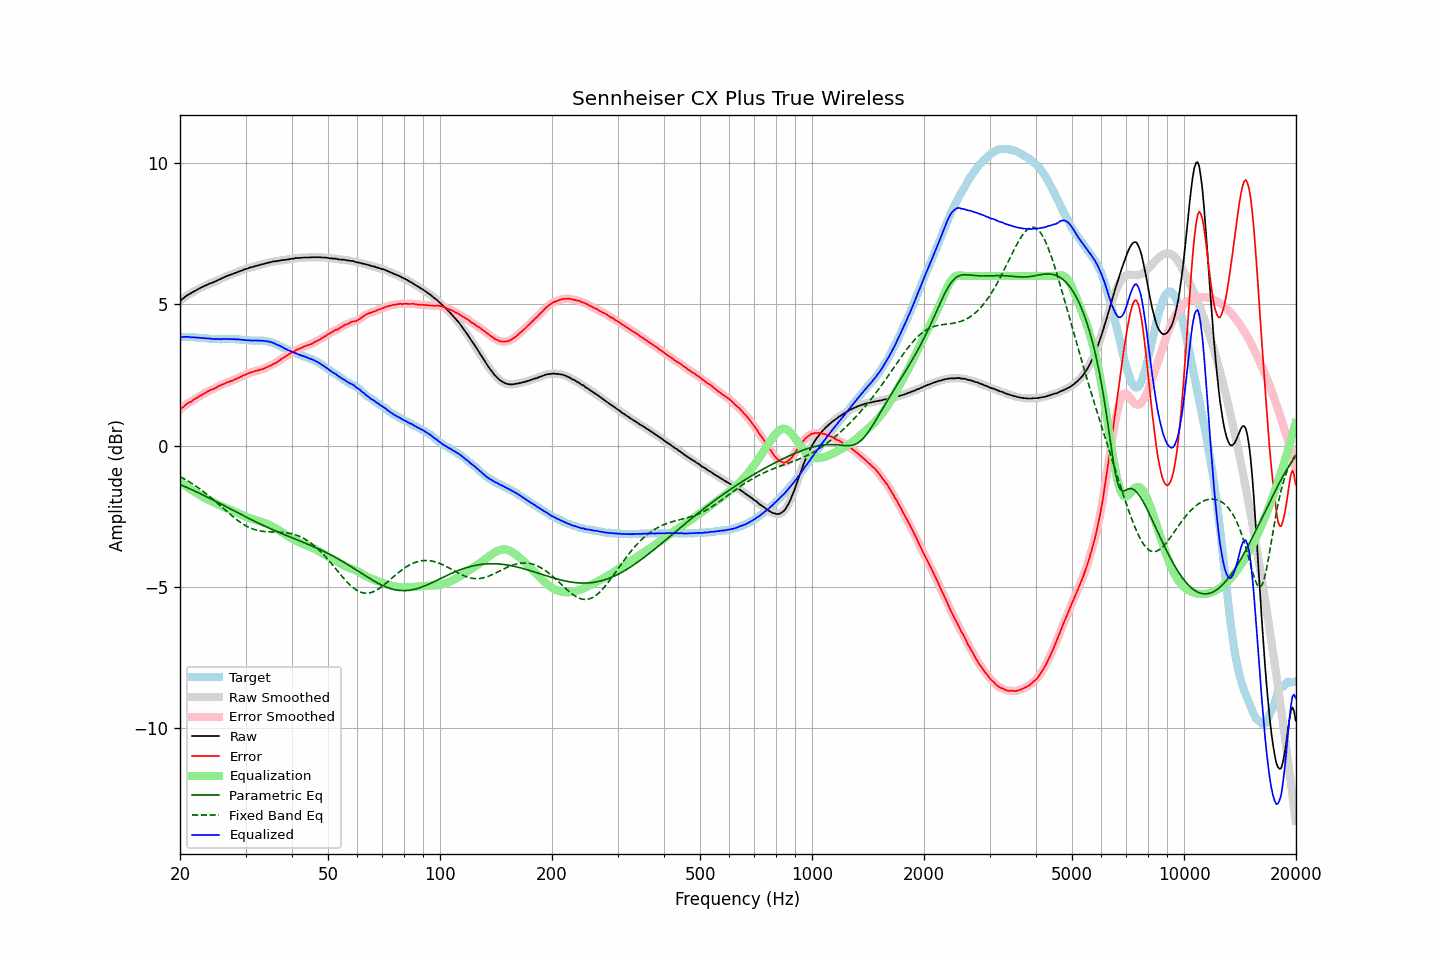 Sennheiser CX Plus True Wireless
Amplitude (dBr)
10
5
0
−5
−10
Target
Raw Smoothed
Error Smoothed
Raw
Error
Equalization
Parametric Eq
Fixed Band Eq
Equalized
20 50 100 200 500 1000 2000 5000 10000 20000
Frequency (Hz)